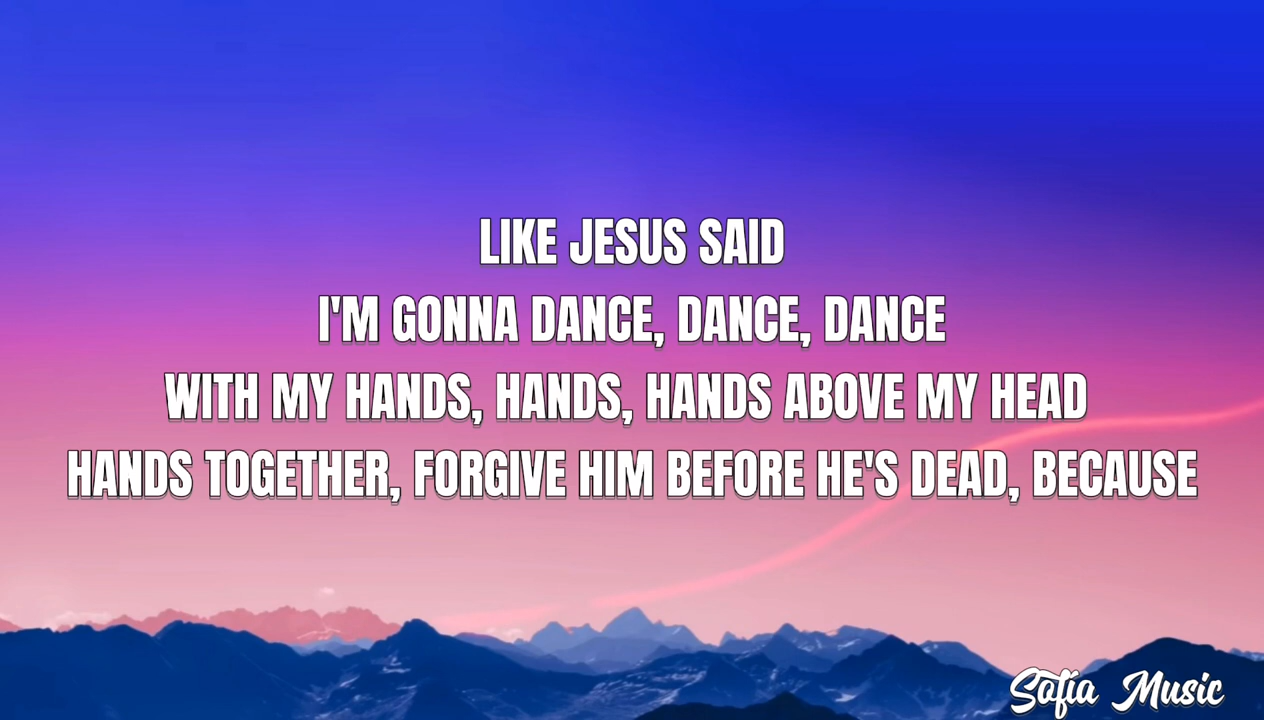 LIKE JESUS SAID
I'M GONNA DANCE, DANCE, DANCE
WITH MY HANDS, HANDS, HANDS ABOVE MY HEAD
HANDS TOGETHER, FORGIVE HIM BEFORE HE'S DEAD, BECAUSE
Sofia Music